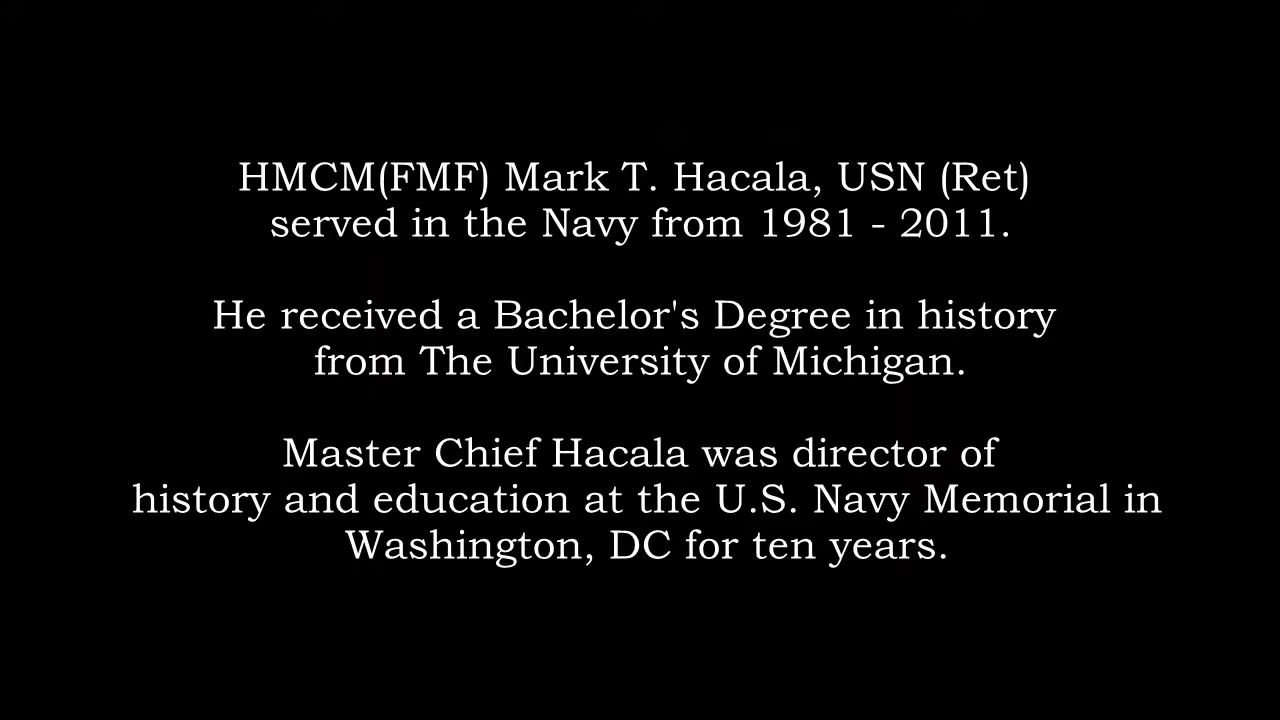 HMCM(FMF) Mark T. Hacala, USN (Ret)
served in the Navy from 1981 - 2011.
He received a Bachelor's Degree in history
from The University of Michigan.
Master Chief Hacala was director of
history and education at the U.S. Navy Memorial in
Washington, DC for ten years.